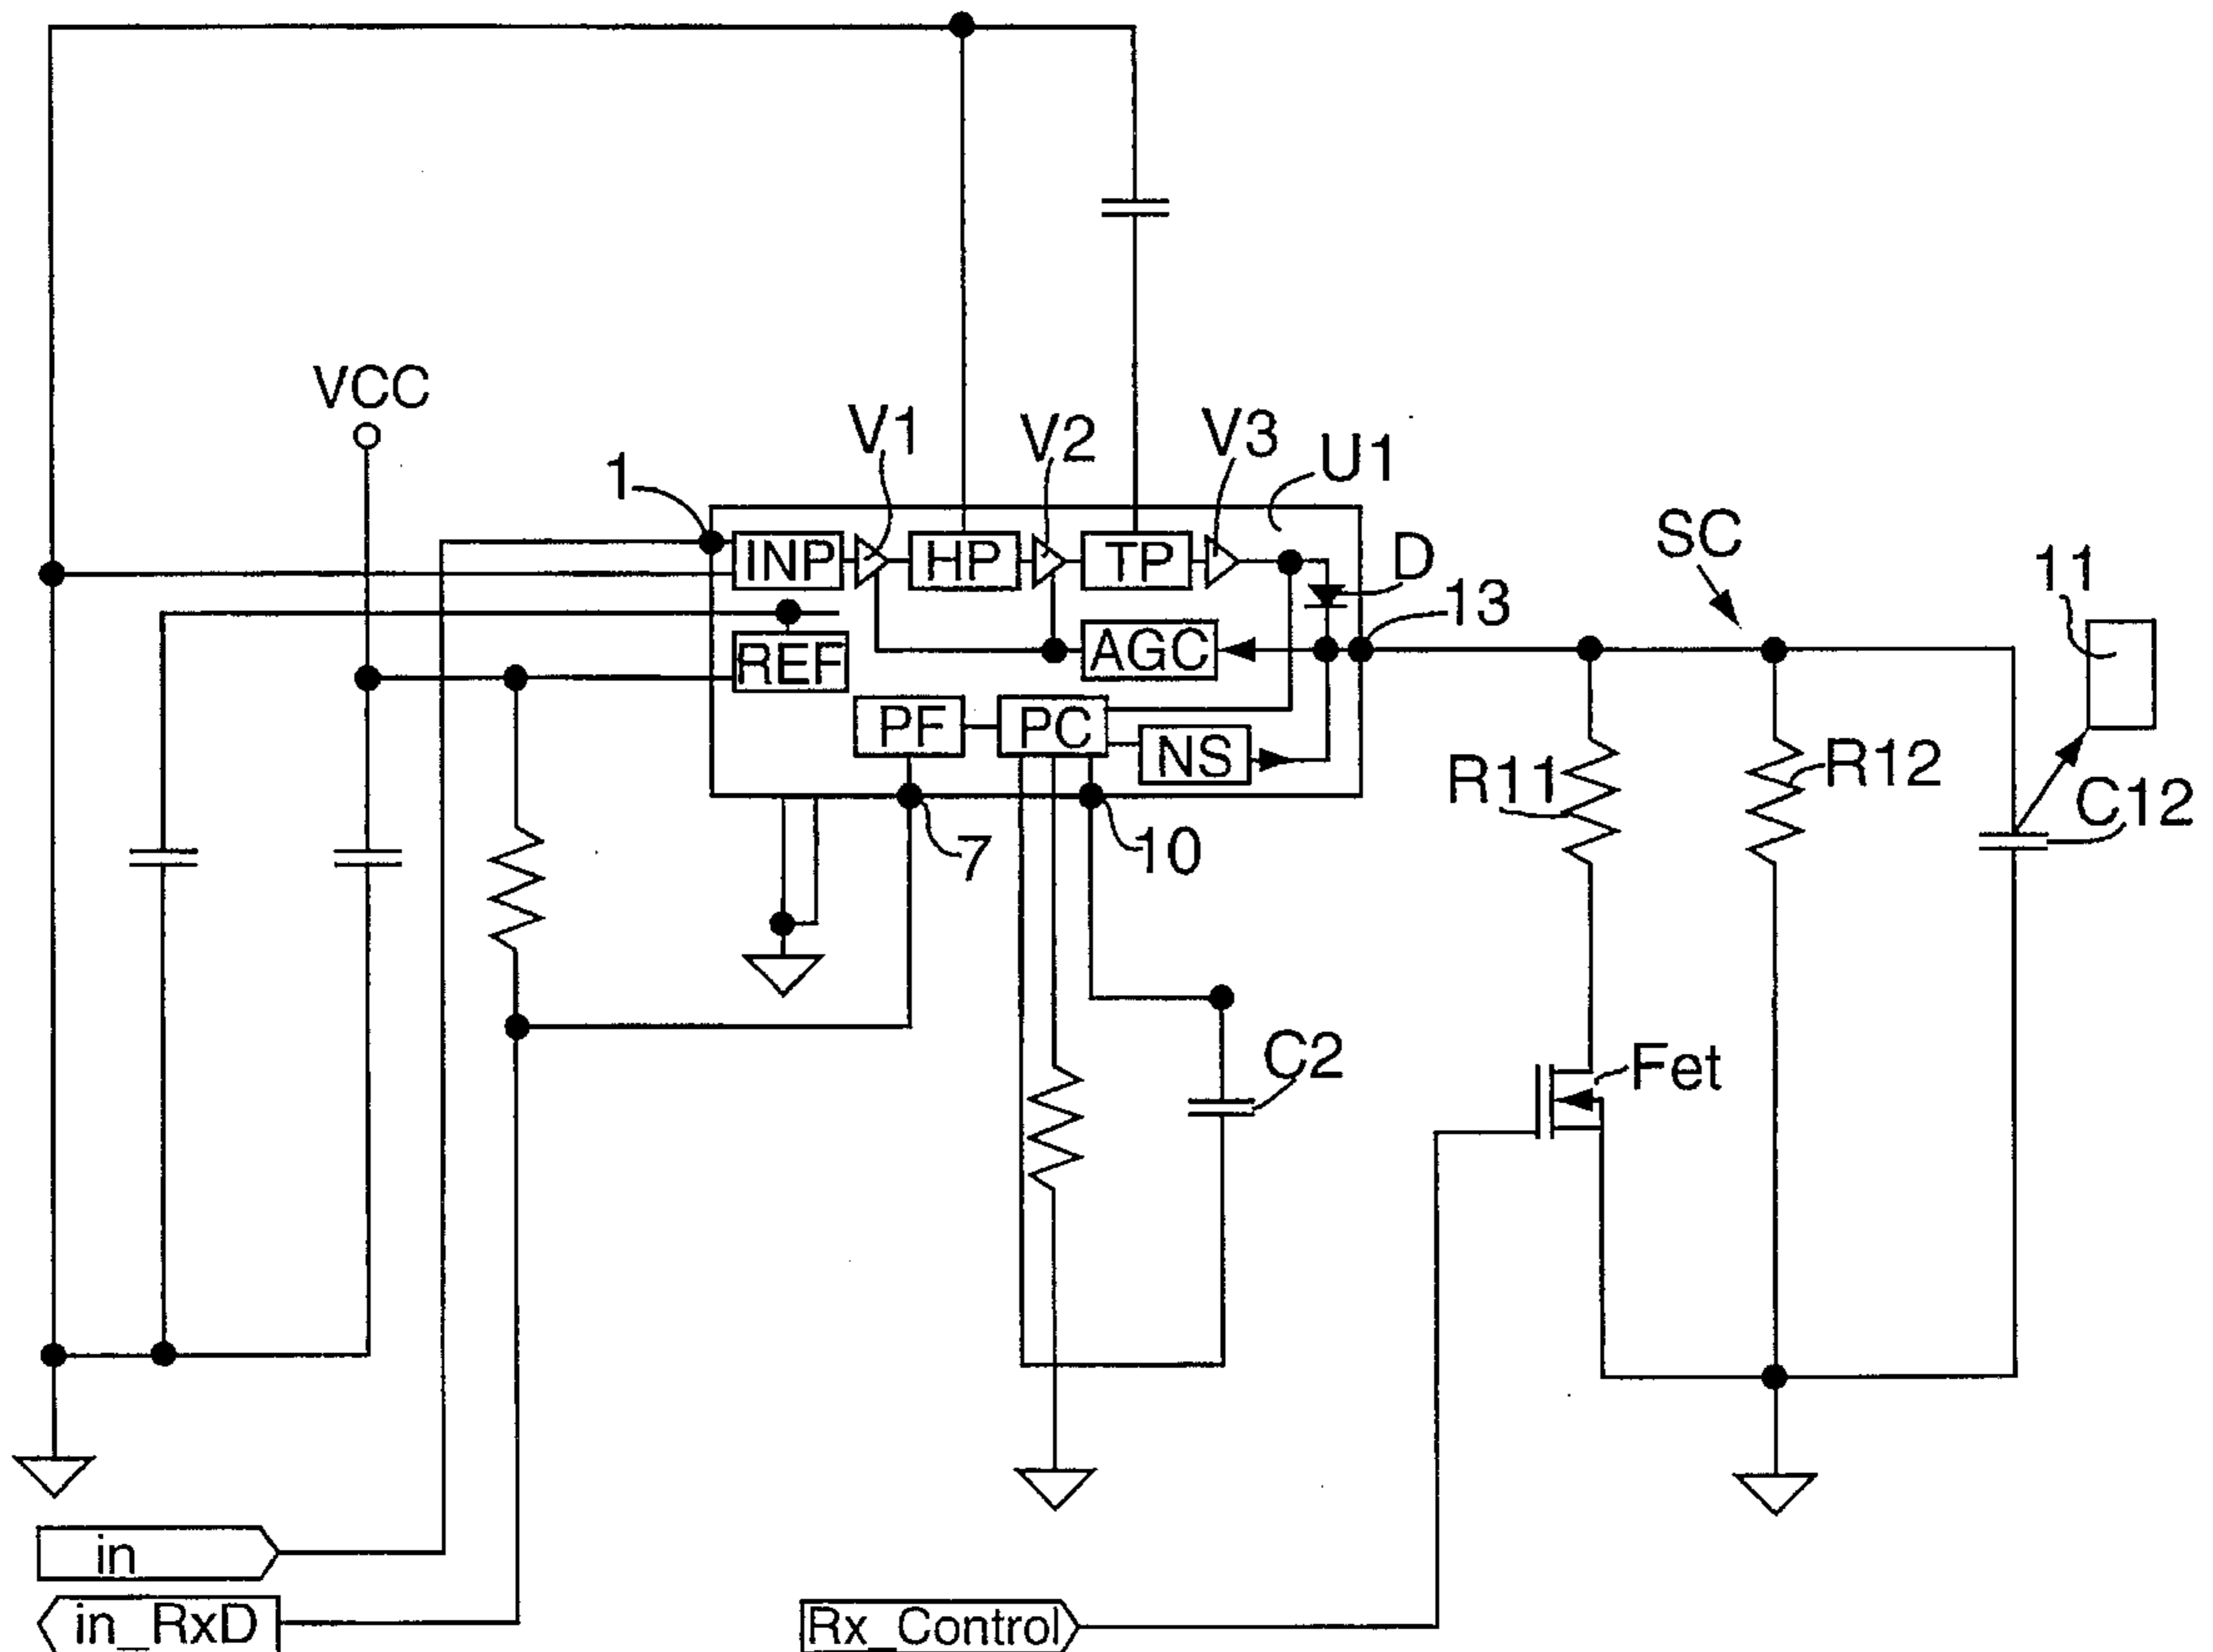 VCC
1
V1
V2
V3
U1
INP
HP
TP
D
13
SC
11
REF
AGC
PF
PC
NS
7
10
R11
R12
C12
C2
Fet
in
in_RxD
Rx_Control